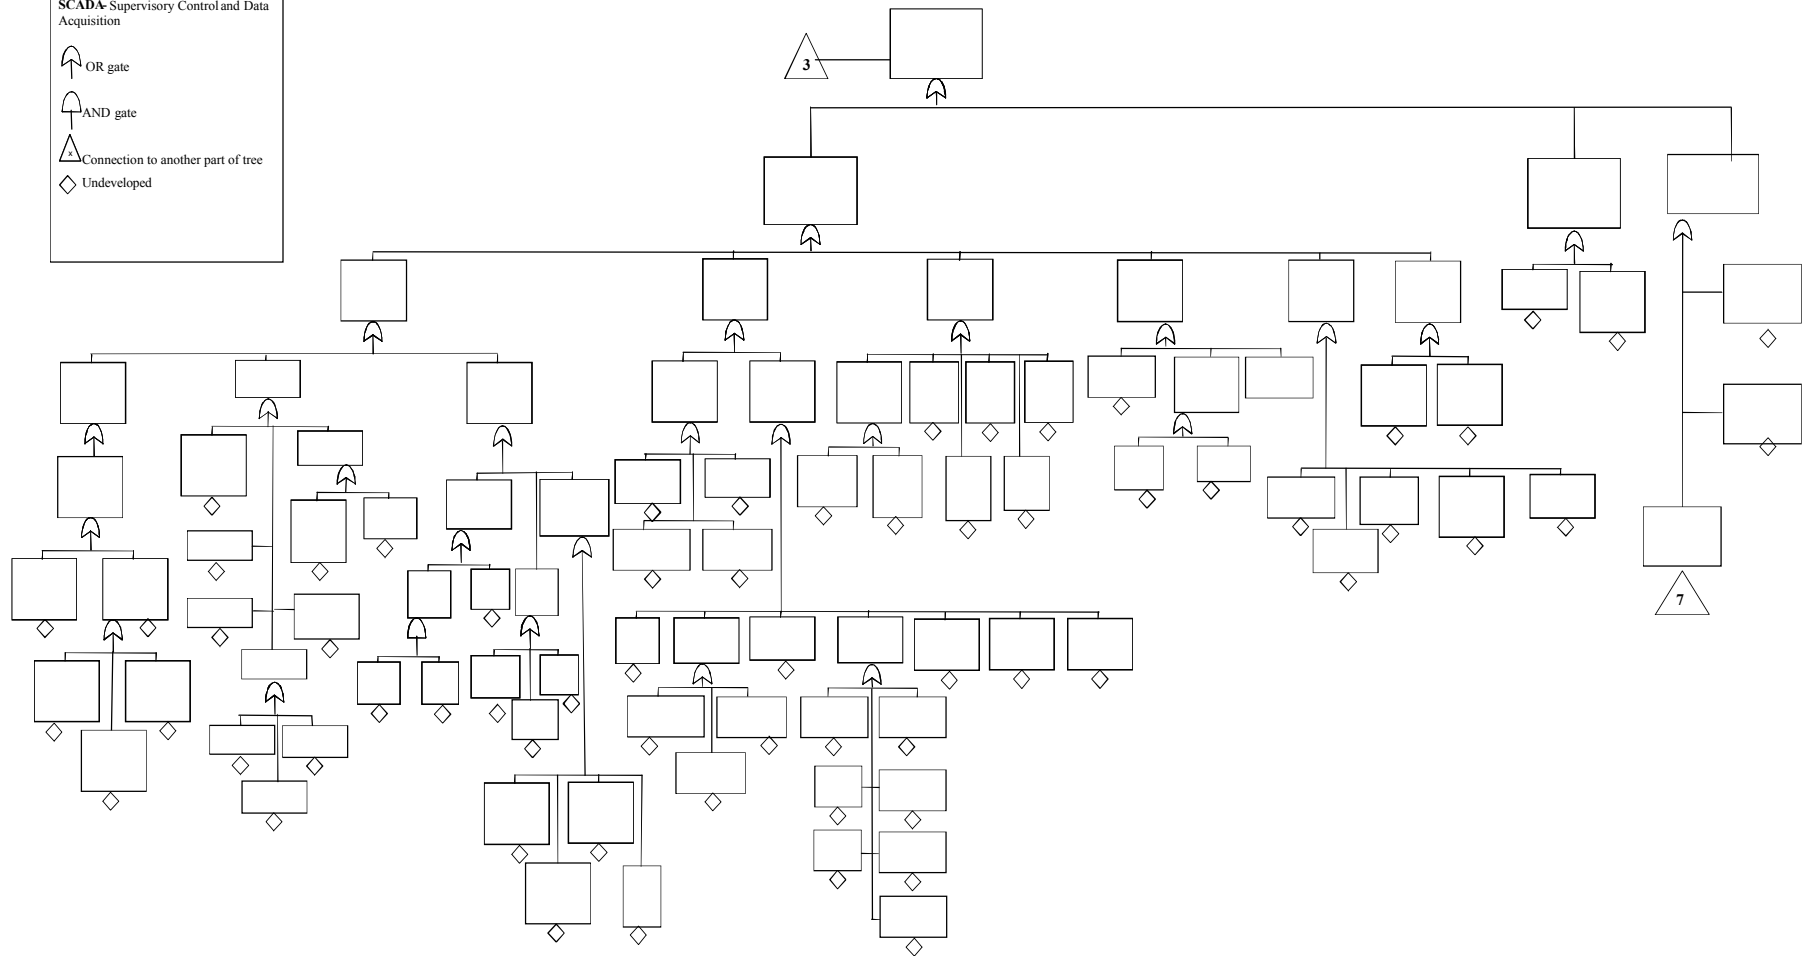 SCADA- Supervisory Control and Data
Acquisition
OR gate
AND gate
x
Connection to another part of tree
Undeveloped
3
7